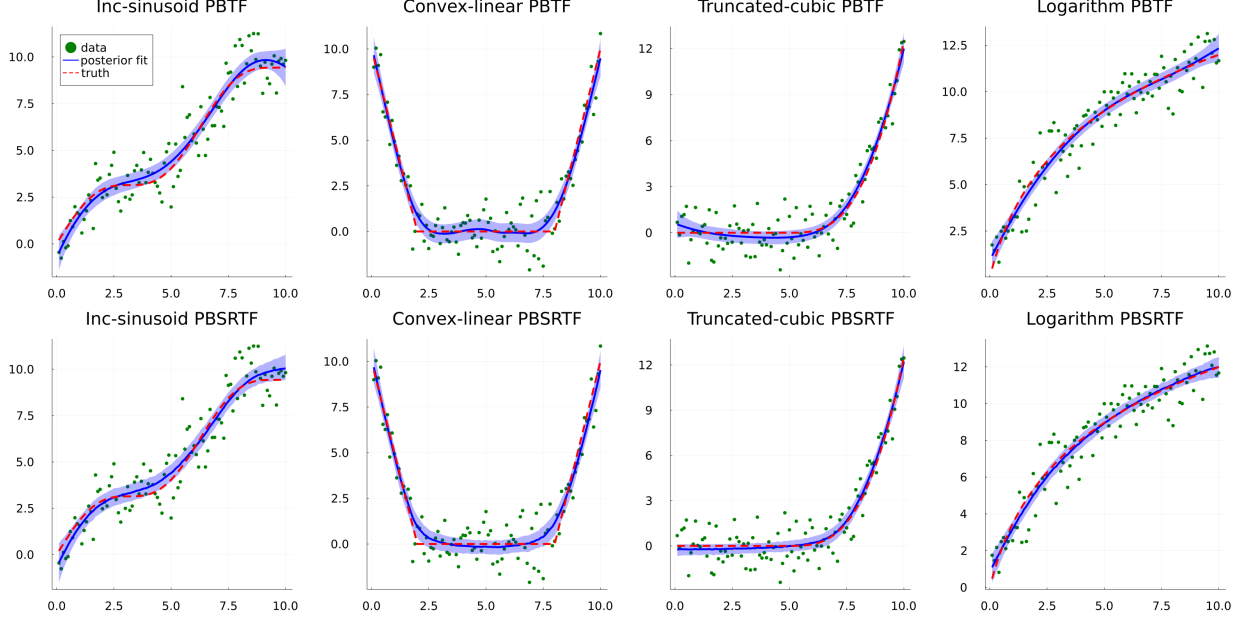 Inc-sinusoid PBTF
10.0
7.5
5.0
2.5
0.0
0.0 2.5 5.0 7.5 10.0
data
posterior fit
truth
Convex-linear PBTF
10.0
7.5
5.0
2.5
0.0
0.0 2.5 5.0 7.5 10.0
Truncated-cubic PBTF
12
9
6
3
0
0.0 2.5 5.0 7.5 10.0
Logarithm PBTF
12.5
10.0
7.5
5.0
2.5
0.0 2.5 5.0 7.5 10.0
Inc-sinusoid PBSRTF
10.0
7.5
5.0
2.5
0.0
0.0 2.5 5.0 7.5 10.0
Convex-linear PBSRTF
10.0
7.5
5.0
2.5
0.0
0.0 2.5 5.0 7.5 10.0
Truncated-cubic PBSRTF
12
9
6
3
0
0.0 2.5 5.0 7.5 10.0
Logarithm PBSRTF
12
10
8
6
4
2
0
0.0 2.5 5.0 7.5 10.0